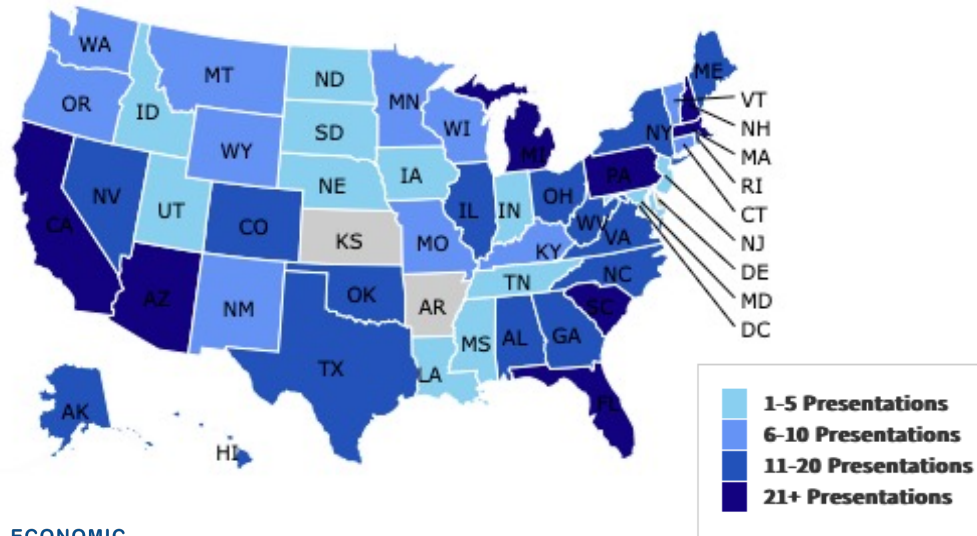 WA
MT
ND
MN
ME
OR
ID
SD
WI
VT
NH
WY
MI
NY
MA
NE
IA
PA
RI
NV
UT
CO
IL
IN
OH
CT
CA
KS
MO
WV
VA
NJ
KY
DE
AZ
NM
OK
AR
TN
NC
MD
SC
DC
MS
AL
GA
TX
LA
AK
FL
HI
1-5 Presentations
6-10 Presentations
11-20 Presentations
21+ Presentations
ECONOMIC